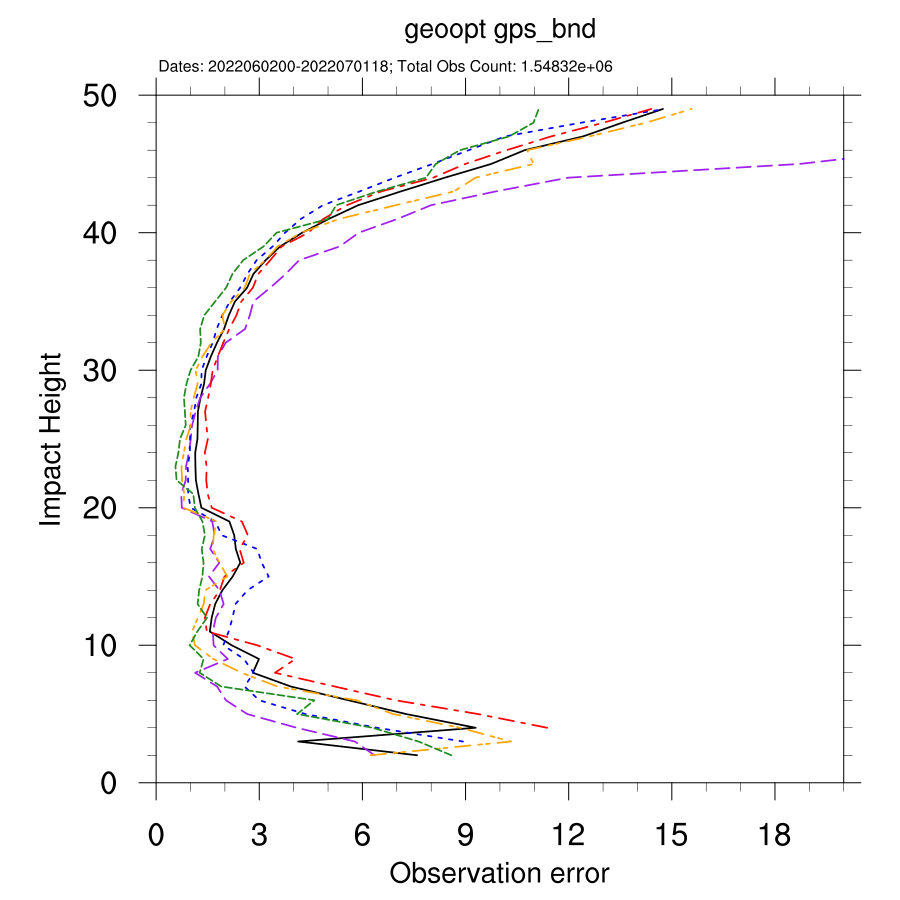 geoopt gps_bnd
Dates: 2022060200-2022070118; Total Obs Count: 1.54832e+06
50
40
30
20
10
0
Impact Height
0 3 6 9 12 15 18
Observation error